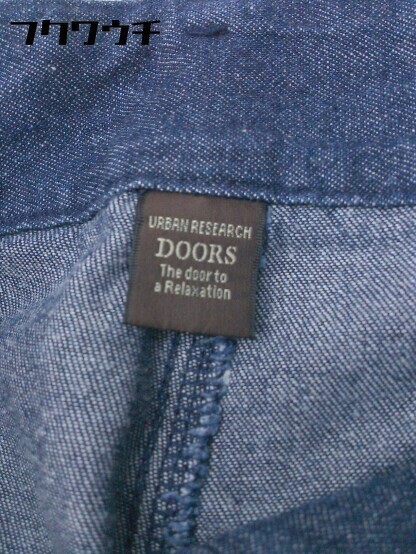 フクワウチ
URBAN RESEARCH
DOORS
The door to
a Relaxation